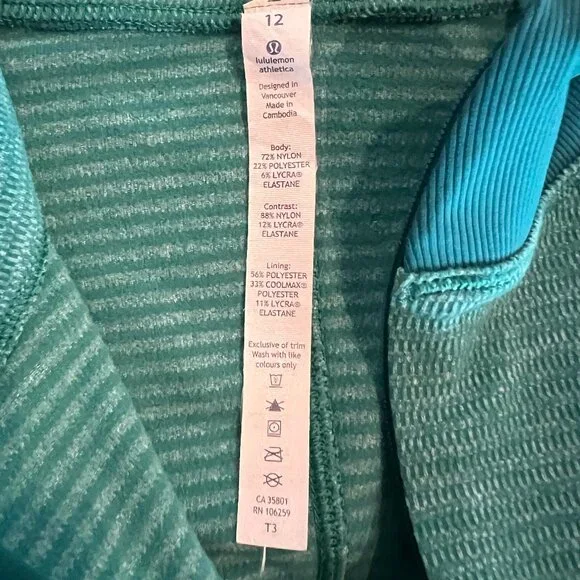 12
lululemon
athletica
Designed in
Vancouver
Made in
Cambodia
Body:
72% NYLON
22% POLYESTER
6% LYCRA®
ELASTANE
Contrast:
88% NYLON
12% LYCRA®
ELASTANE
Lining:
56% POLYESTER
33% COOLMAX®
POLYESTER
11% LYCRA®
ELASTANE
Exclusive of trim
Wash with like
colours only
CA 35801
RN 106259
T3